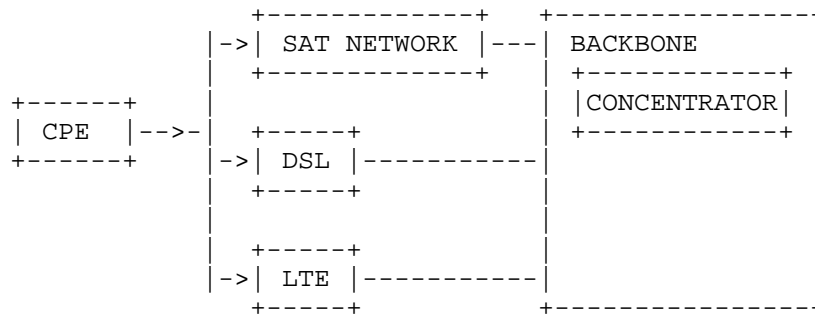 SAT NETWORK
BACKBONE
CONCENTRATOR
CPE
DSL
LTE